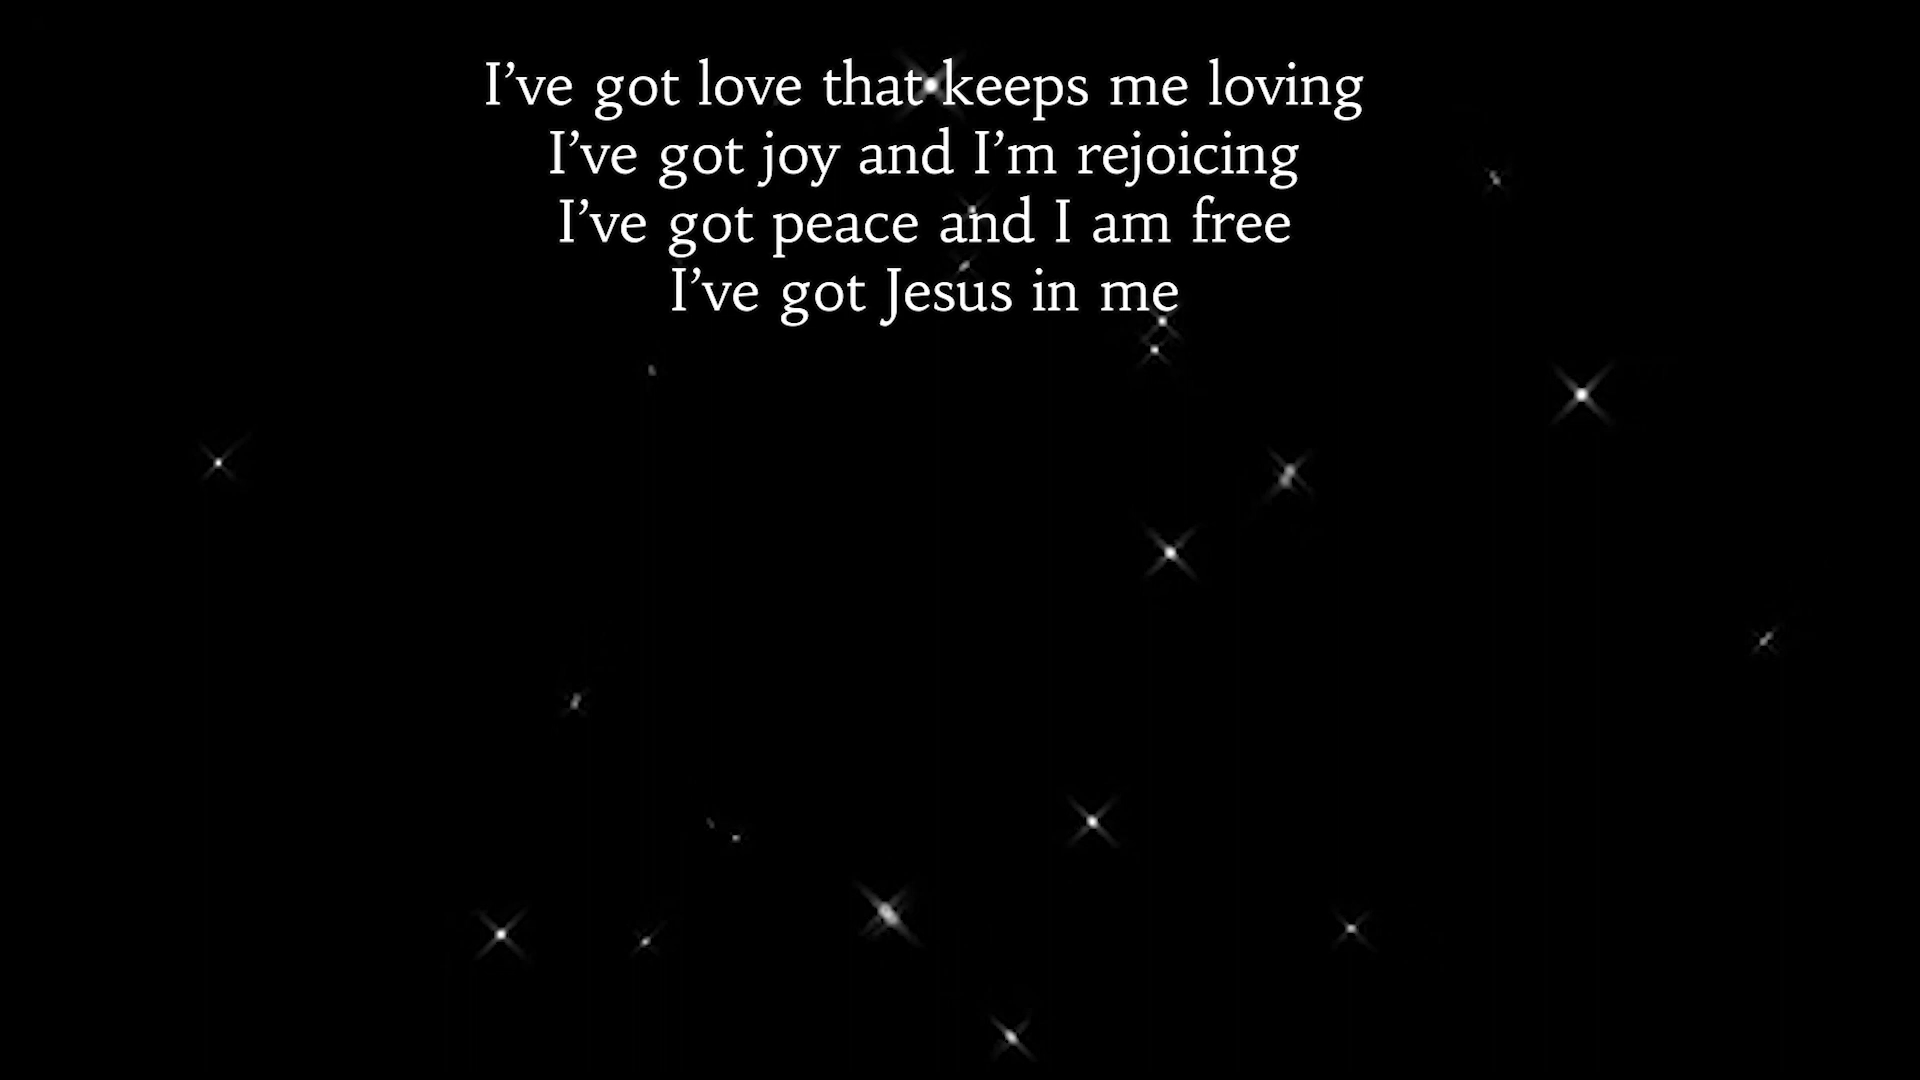 I’ve got love that keeps me loving
I’ve got joy and I’m rejoicing
I’ve got peace and I am free
I’ve got Jesus in me